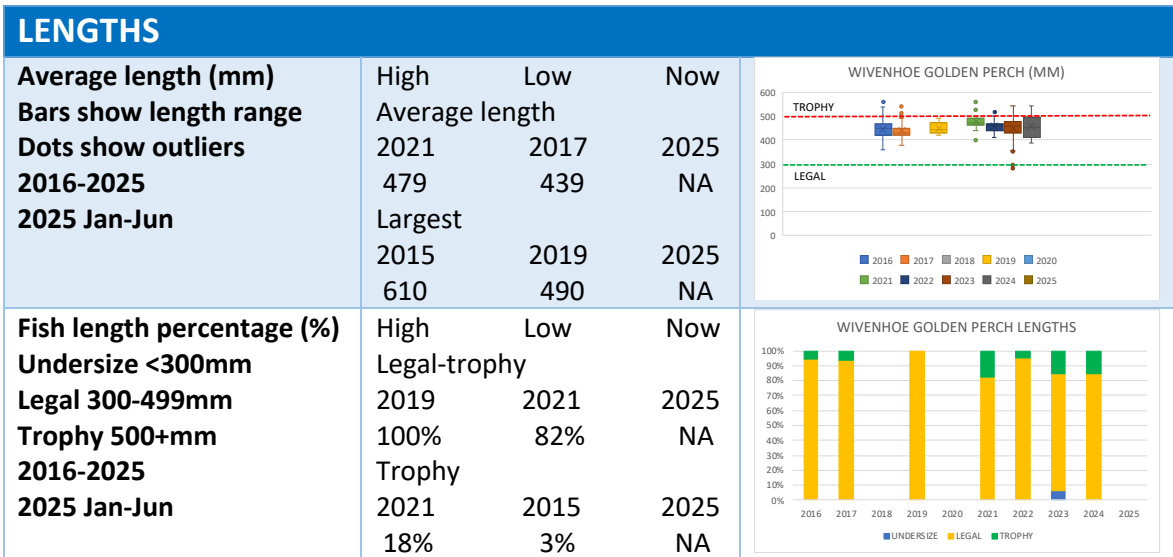 LENGTHS
Average length (mm)
Bars show length range
Dots show outliers
2016-2025
2025 Jan-Jun
High Low Now
Average length
2021 2017 2025
479 439 NA
Largest
2015 2019 2025
610 490 NA
WIVENHOE GOLDEN PERCH (MM)
600
500
400
300
200
100
0
TROPHY
LEGAL
2016 2017 2018 2019 2020
2021 2022 2023 2024 2025
Fish length percentage (%)
Undersize <300mm
Legal 300-499mm
Trophy 500+mm
2016-2025
2025 Jan-Jun
High Low Now
Legal-trophy
2019 2021 2025
100% 82% NA
Trophy
2021 2015 2025
18% 3% NA
WIVENHOE GOLDEN PERCH LENGTHS
100%
90%
80%
70%
60%
50%
40%
30%
20%
10%
0%
2016 2017 2018 2019 2020 2021 2022 2023 2024 2025
UNDERSIZE LEGAL TROPHY